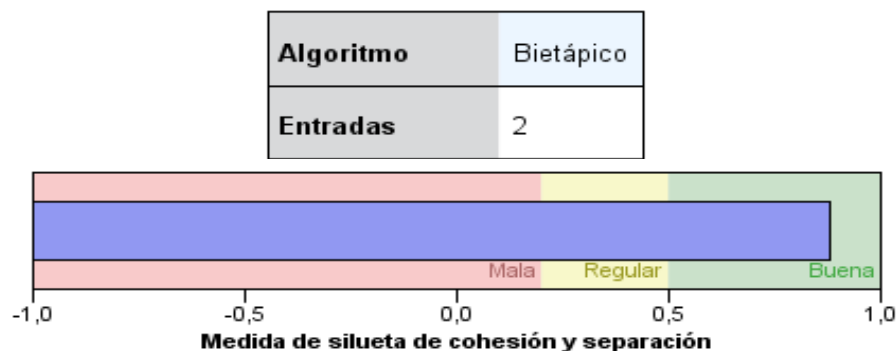 Algoritmo Bietápico
Entradas 2
Mala Regular Buena
-1,0 -0,5 0,0 0,5 1,0
Medida de silueta de cohesión y separación